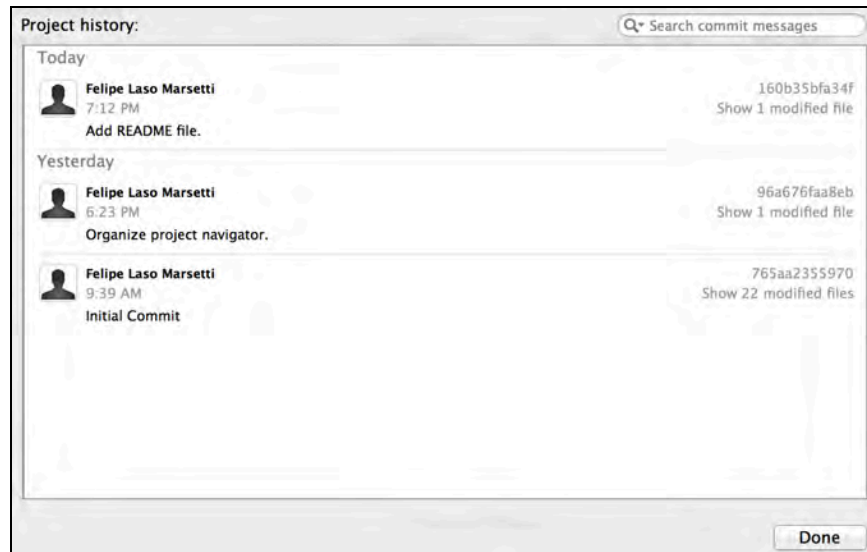 Project history:
Search commit messages
Today
Felipe Laso Marsetti
160b35bfa34f
7:12 PM
Show 1 modified file
Add README file.
Yesterday
Felipe Laso Marsetti
96a676faa8eb
6:23 PM
Show 1 modified file
Organize project navigator.
Felipe Laso Marsetti
765aa2355970
9:39 AM
Show 22 modified files
Initial Commit
Done